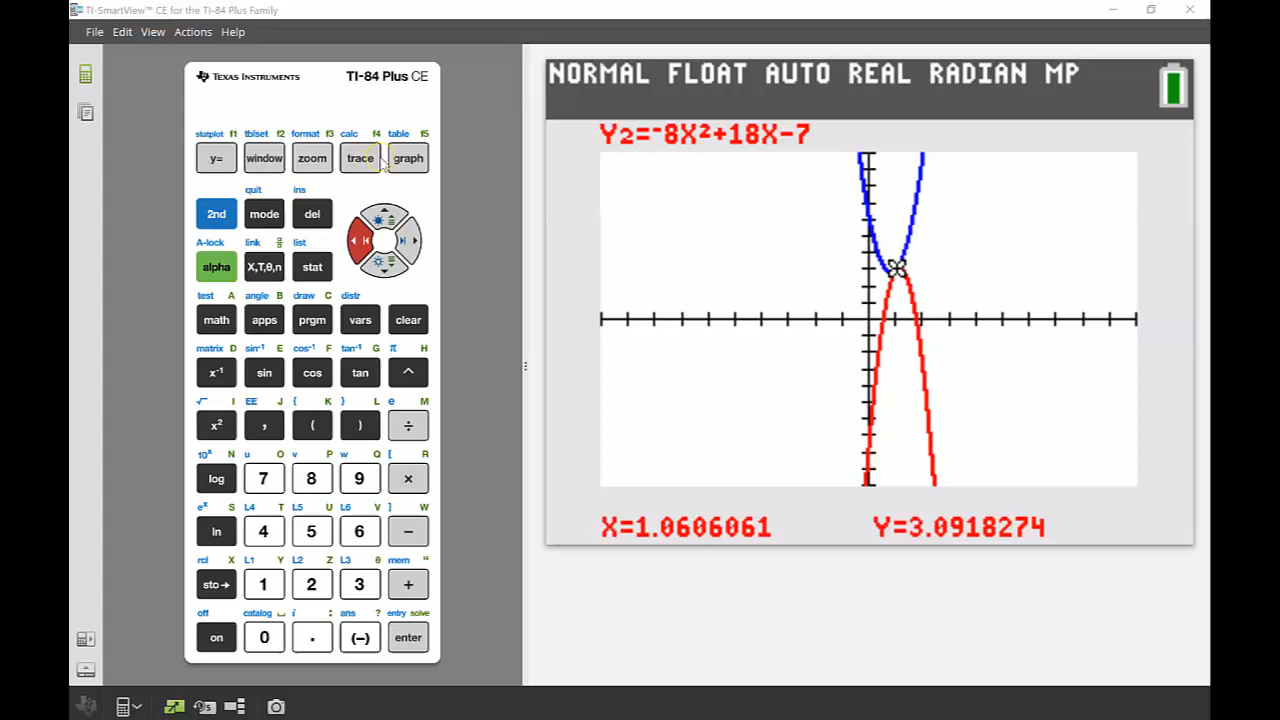 TI-SmartView™ CE for the TI-84 Plus Family
File Edit View Actions Help
TEXAS INSTRUMENTS TI-84 Plus CE
statplot f1 tblset f2 format f3 calc f4 table f5
y= window zoom trace graph
quit ins
2nd mode del
A-lock link list
alpha X,T,θ,n stat
test A angle B draw C distr
math apps prgm vars clear
matrix D sin⁻¹ E cos⁻¹ F tan⁻¹ G π H
x⁻¹ sin cos tan ^
√ I EE J { K } L e M
x² , ( ) ÷
10ˣ N u O v P w Q [ R
log 7 8 9 ×
eˣ S L4 T L5 U L6 V ] W
ln 4 5 6 −
rcl X L1 Y L2 Z L3 θ mem "
sto→ 1 2 3 +
off catalog ⎵ i : ans ? entry solve
on 0 . (−) enter
NORMAL FLOAT AUTO REAL RADIAN MP
Y₂=⁻8X²+18X−7
X=1.0606061 Y=3.0918274